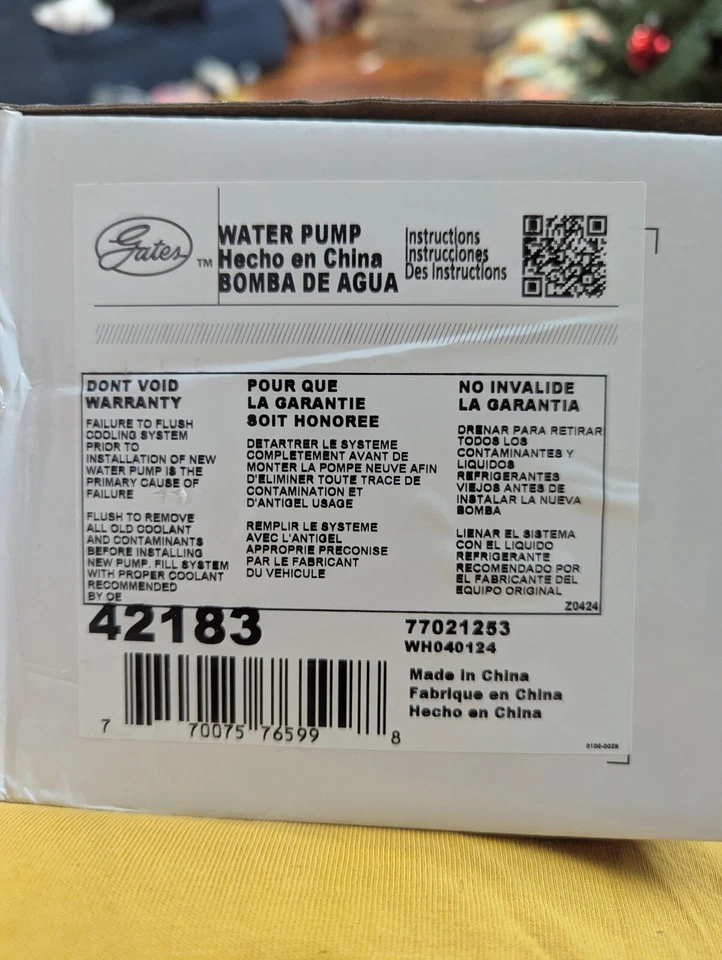 Gates
TM
WATER PUMP
Hecho en China
BOMBA DE AGUA
Instructions
Instrucciones
Des Instructions
DONT VOID
WARRANTY
FAILURE TO FLUSH
COOLING SYSTEM
PRIOR TO
INSTALLATION OF NEW
WATER PUMP IS THE
PRIMARY CAUSE OF
FAILURE
FLUSH TO REMOVE
ALL OLD COOLANT
AND CONTAMINANTS
BEFORE INSTALLING
NEW PUMP. FILL SYSTEM
WITH PROPER COOLANT
RECOMMENDED
BY OE
POUR QUE
LA GARANTIE
SOIT HONOREE
DETARTRER LE SYSTEME
COMPLETEMENT AVANT DE
MONTER LA POMPE NEUVE AFIN
D'ELIMINER TOUTE TRACE DE
CONTAMINATION ET
D'ANTIGEL USAGE
REMPLIR LE SYSTEME
AVEC L'ANTIGEL
APPROPRIE PRECONISE
PAR LE FABRICANT
DU VEHICULE
NO INVALIDE
LA GARANTIA
DRENAR PARA RETIRAR
TODOS LOS
CONTAMINANTES Y
LIQUIDOS
REFRIGERANTES
VIEJOS ANTES DE
INSTALAR LA NUEVA
BOMBA
LIENAR EL SISTEMA
CON EL LIQUIDO
REFRIGERANTE
RECOMENDADO POR
EL FABRICANTE DEL
EQUIPO ORIGINAL
Z0424
42183
77021253
WH040124
Made in China
Fabrique en China
Hecho en China
7 70075 76599 8
0106-0028